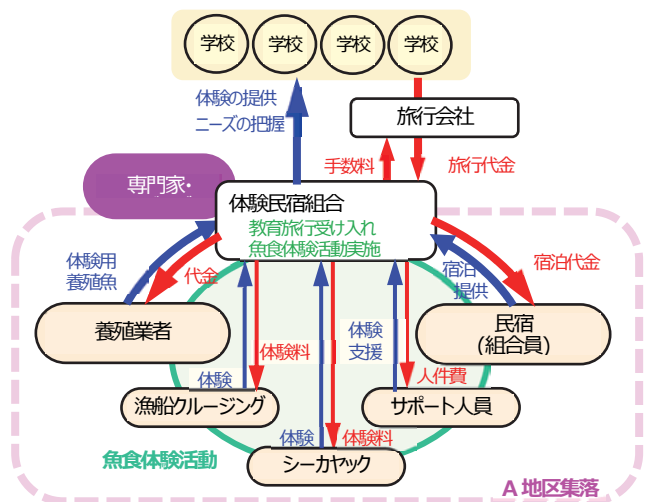 学校
学校
学校
学校
体験の提供
ニーズの把握
旅行会社
手数料
旅行代金
専門家・
体験民宿組合
教育旅行受け入れ
魚食体験活動実施
体験用
養殖魚
代金
宿泊
提供
宿泊代金
養殖業者
民宿
(組合員)
体験料
体験
支援
体験
人件費
漁船クルージング
サポート人員
体験
体験料
魚食体験活動
シーカヤック
A 地区集落